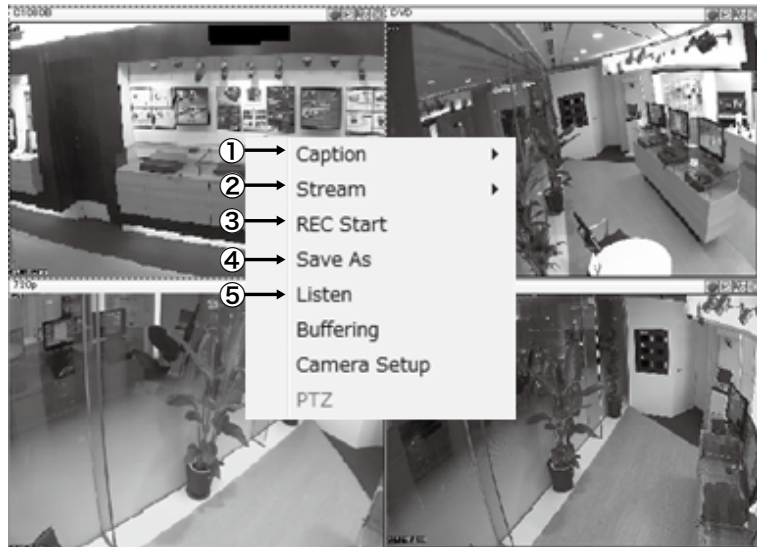 DVD
① Caption
② Stream
③ REC Start
④ Save As
⑤ Listen
720p
Buffering
Camera Setup
PTZ